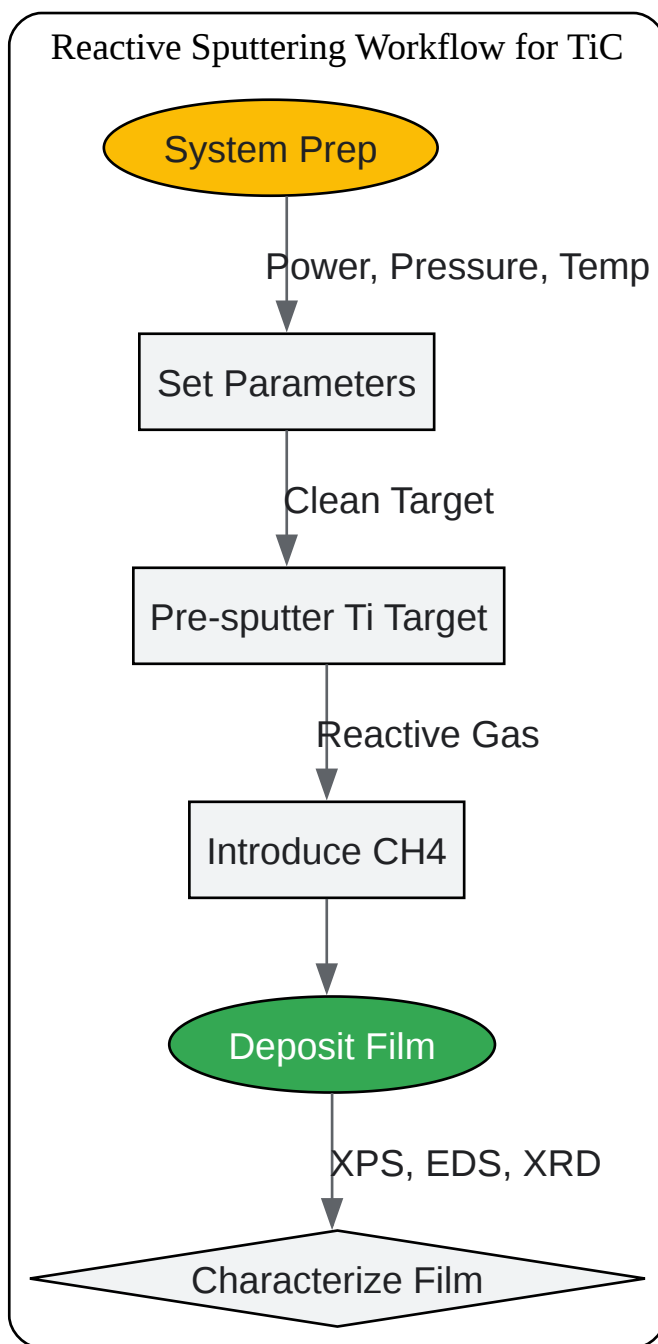 Reactive Sputtering Workflow for TiC
System Prep
Power, Pressure, Temp
Set Parameters
Clean Target
Pre-sputter Ti Target
Reactive Gas
Introduce CH4
Deposit Film
XPS, EDS, XRD
Characterize Film